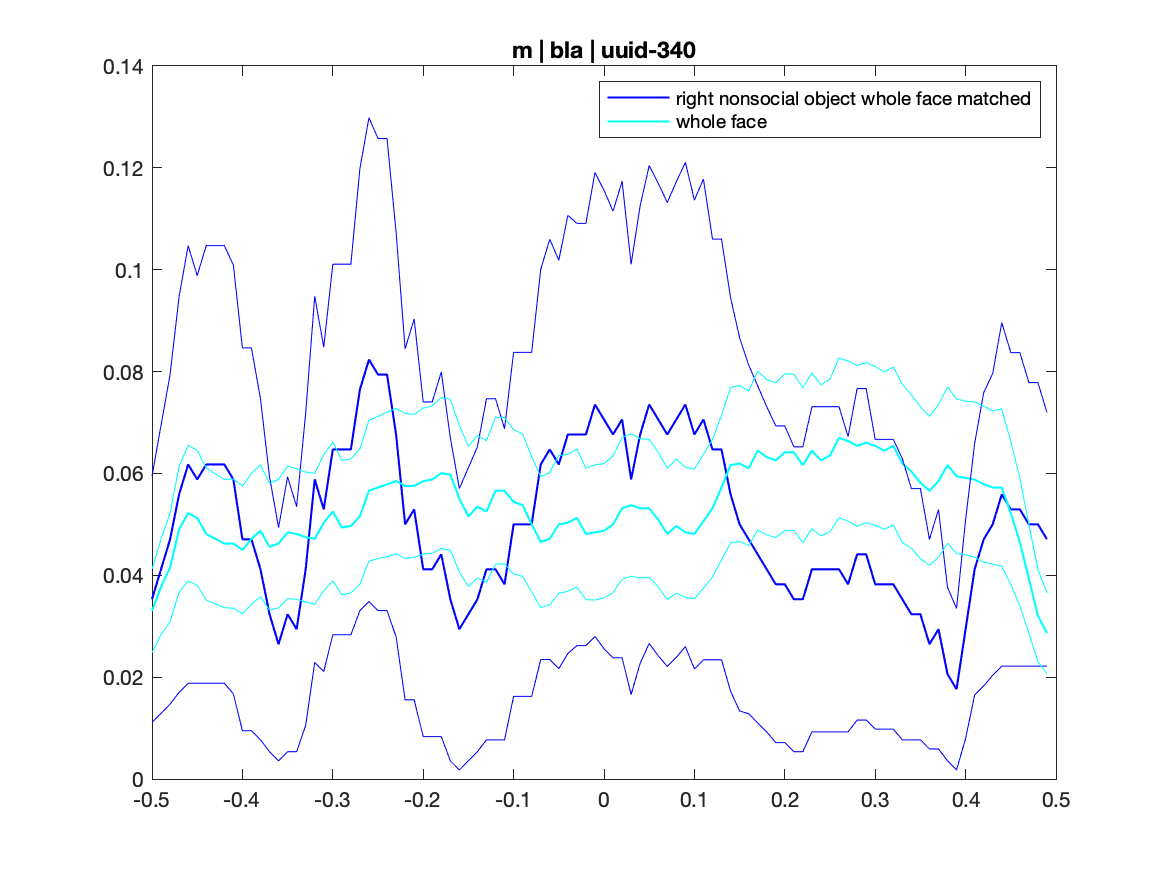 m | bla | uuid-340
0.14
0.12
0.1
0.08
0.06
0.04
0.02
0
right nonsocial object whole face matched
whole face
-0.5 -0.4 -0.3 -0.2 -0.1 0 0.1 0.2 0.3 0.4 0.5